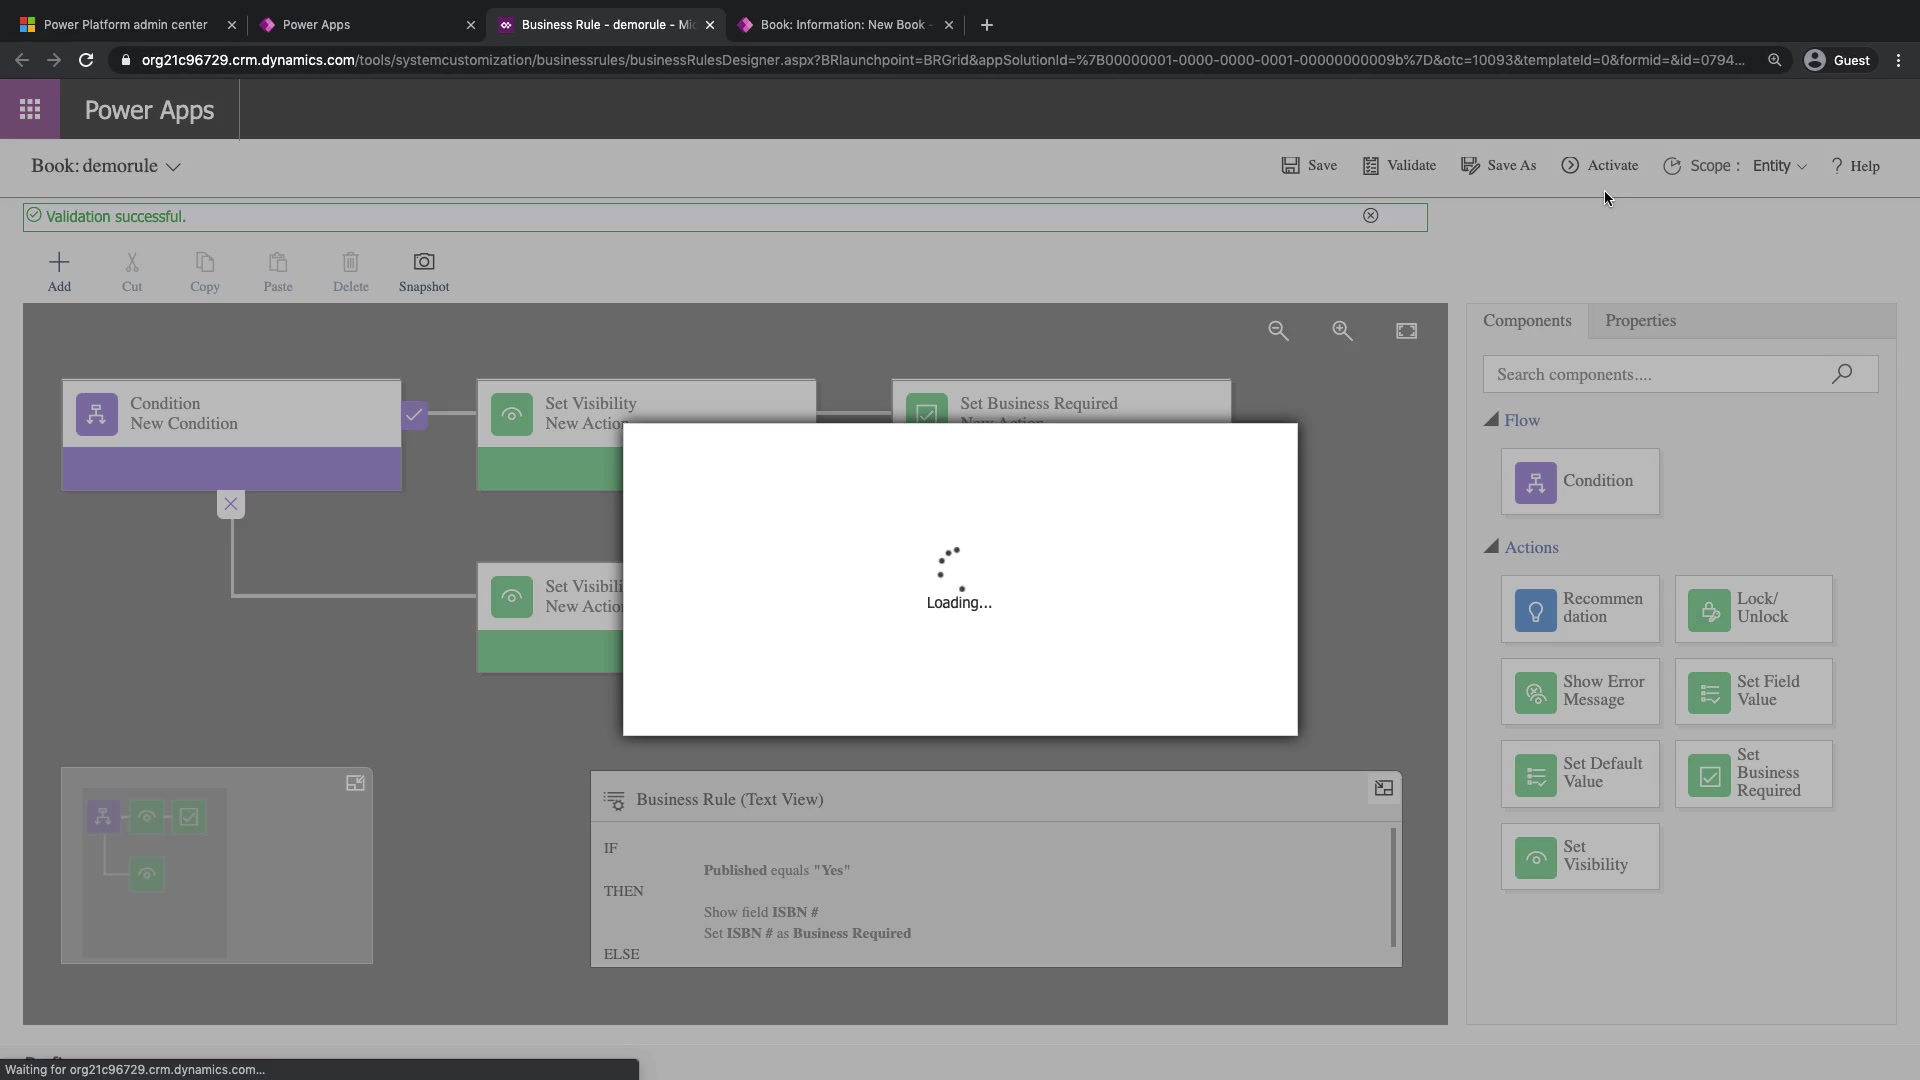 Power Platform admin center
Power Apps
Business Rule - demorule - Mic
Book: Information: New Book -
org21c96729.crm.dynamics.com/tools/systemcustomization/businessrules/businessRulesDesigner.aspx?BRlaunchpoint=BRGrid&appSolutionId=%7B00000001-0000-0000-0001-00000000009b%7D&otc=10093&templateId=0&formid=&id=0794...
Guest
Power Apps
Book: demorule
Save
Validate
Save As
Activate
Scope :
Entity
? Help
Validation successful.
Add
Cut
Copy
Paste
Delete
Snapshot
Components
Properties
Search components....
Flow
Condition
Actions
Recommen
dation
Lock/
Unlock
Show Error
Message
Set Field
Value
Set Default
Value
Set
Business
Required
Set
Visibility
Condition
New Condition
Set Visibility
New Action
Set Business Required
New Action
Set Visibili
New Actio
Loading...
Business Rule (Text View)
IF
Published equals "Yes"
THEN
Show field ISBN #
Set ISBN # as Business Required
ELSE
Waiting for org21c96729.crm.dynamics.com...